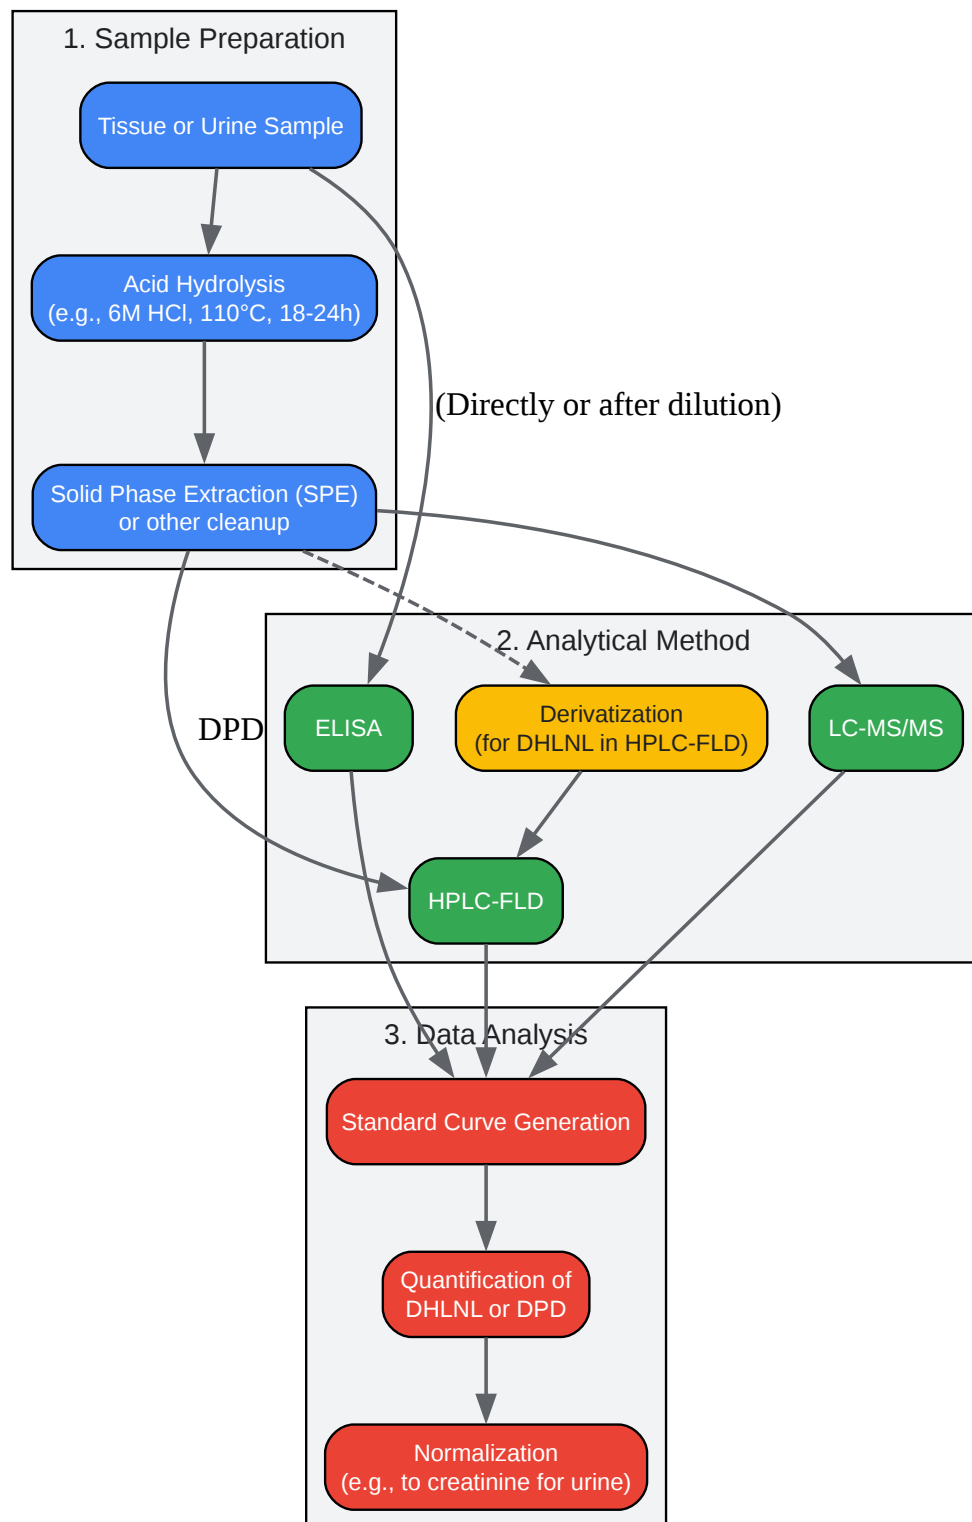 1. Sample Preparation
Tissue or Urine Sample
Acid Hydrolysis
(e.g., 6M HCl, 110°C, 18-24h)
(Directly or after dilution)
Solid Phase Extraction (SPE)
or other cleanup
2. Analytical Method
DPD
ELISA
Derivatization
(for DHLNL in HPLC-FLD)
LC-MS/MS
HPLC-FLD
3. Data Analysis
Standard Curve Generation
Quantification of
DHLNL or DPD
Normalization
(e.g., to creatinine for urine)